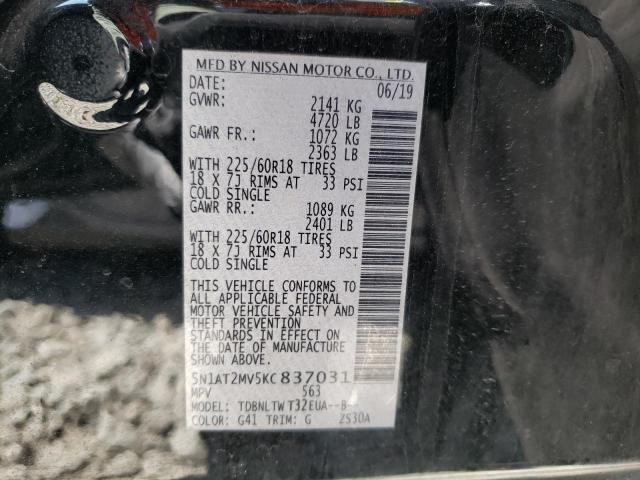 MFD BY NISSAN MOTOR CO., LTD.
DATE: 06/19
GVWR: 2141 KG
4720 LB
GAWR FR.: 1072 KG
2363 LB
WITH 225/60R18 TIRES
18 X 7J RIMS AT 33 PSI
COLD SINGLE
GAWR RR.: 1089 KG
2401 LB
WITH 225/60R18 TIRES
18 X 7J RIMS AT 33 PSI
COLD SINGLE
THIS VEHICLE CONFORMS TO
ALL APPLICABLE FEDERAL
MOTOR VEHICLE SAFETY AND
THEFT PREVENTION
STANDARDS IN EFFECT ON
THE DATE OF MANUFACTURE
SHOWN ABOVE.
5N1AT2MV5KC837031
MPV 563
MODEL: TDBNLTWT32EUA--B--
COLOR: G41 TRIM: G 2S30A